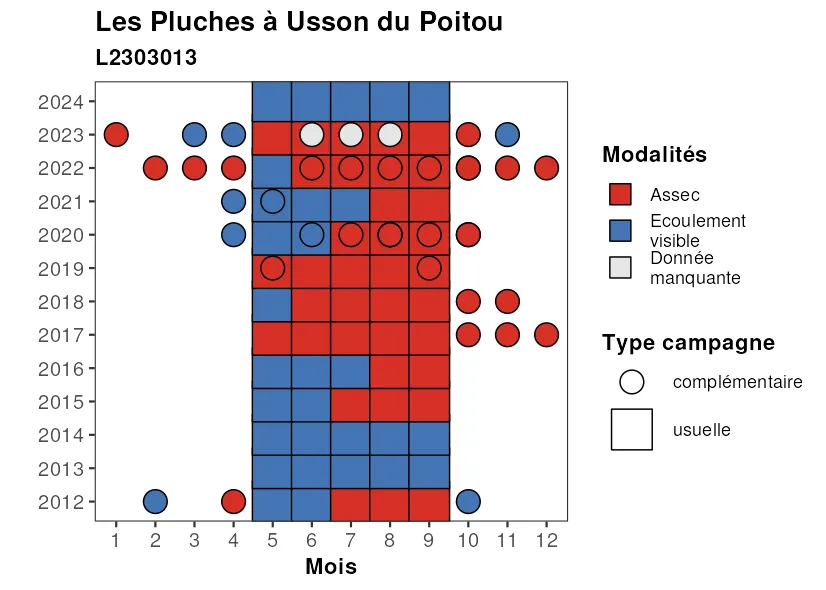 Les Pluches à Usson du Poitou
L2303013
2024
2023
2022
2021
2020
2019
2018
2017
2016
2015
2014
2013
2012
1 2 3 4 5 6 7 8 9 10 11 12
Mois
Modalités
Assec
Ecoulement
visible
Donnée
manquante
Type campagne
complémentaire
usuelle